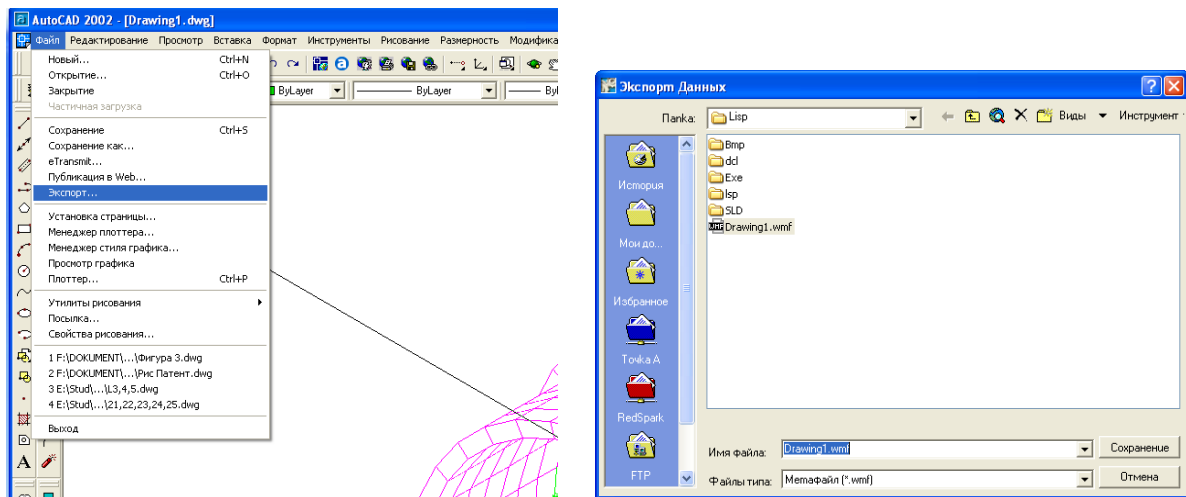 AutoCAD 2002 - [Drawing1.dwg]
Файл Редактирование Просмотр Вставка Формат Инструменты Рисование Размерность Модифика
Новый... Ctrl+N
Открытие... Ctrl+O
Закрытие
Частичная загрузка
Сохранение Ctrl+S
Сохранение как...
eTransmit...
Публикация в Web...
Экспорт...
Установка страницы...
Менеджер плоттера...
Менеджер стиля графика...
Просмотр графика
Плоттер... Ctrl+P
Утилиты рисования
Посылка...
Свойства рисования...
1 F:\DOKUMENT\...\Фигура 3.dwg
2 F:\DOKUMENT\...\Рис Патент.dwg
3 E:\Stud\...\L3,4,5.dwg
4 E:\Stud\...\21,22,23,24,25.dwg
Выход
ByLayer ByLayer Byl
A
Экспорт Данных
Папка: Lisp Виды Инструмент
История
Мои до...
Избранное
Точка А
RedSpark
FTP
Bmp
dcl
Exe
lsp
SLD
Drawing1.wmf
Имя файла: Drawing1.wmf Сохранение
Файлы типа: Метафайл (*.wmf) Отмена